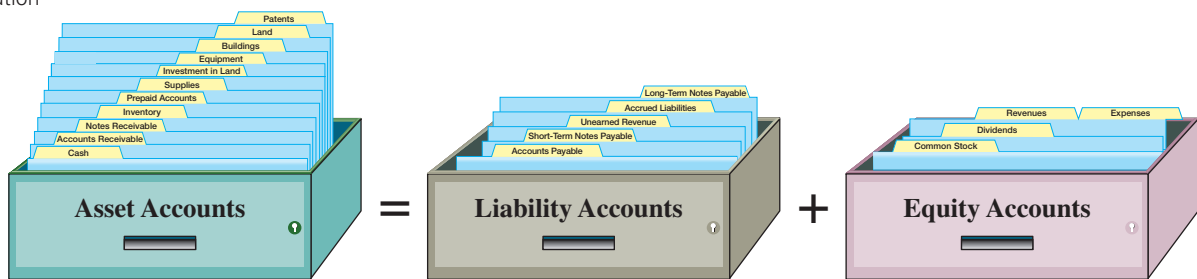 Patents
Land
Buildings
Equipment
Investment in Land
Supplies
Prepaid Accounts
Inventory
Notes Receivable
Accounts Receivable
Cash
Asset Accounts
=
Long-Term Notes Payable
Accrued Liabilities
Unearned Revenue
Short-Term Notes Payable
Accounts Payable
Liability Accounts
+
Revenues Expenses
Dividends
Common Stock
Equity Accounts